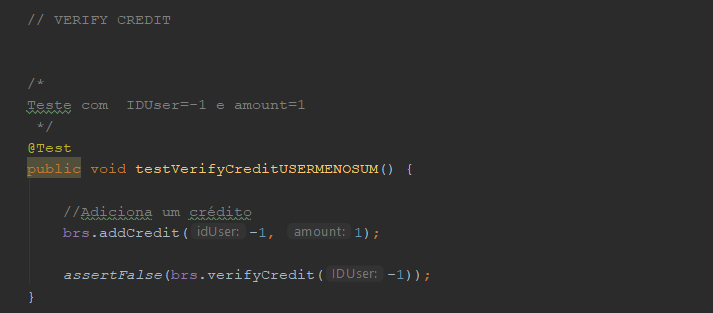 // VERIFY CREDIT
/*
Teste com  IDUser=-1 e amount=1
*/
@Test
public void testVerifyCreditUSERMENOSUM() {
//Adiciona um crédito
brs.addCredit( idUser: -1,  amount: 1);
assertFalse(brs.verifyCredit( IDUser: -1));
}